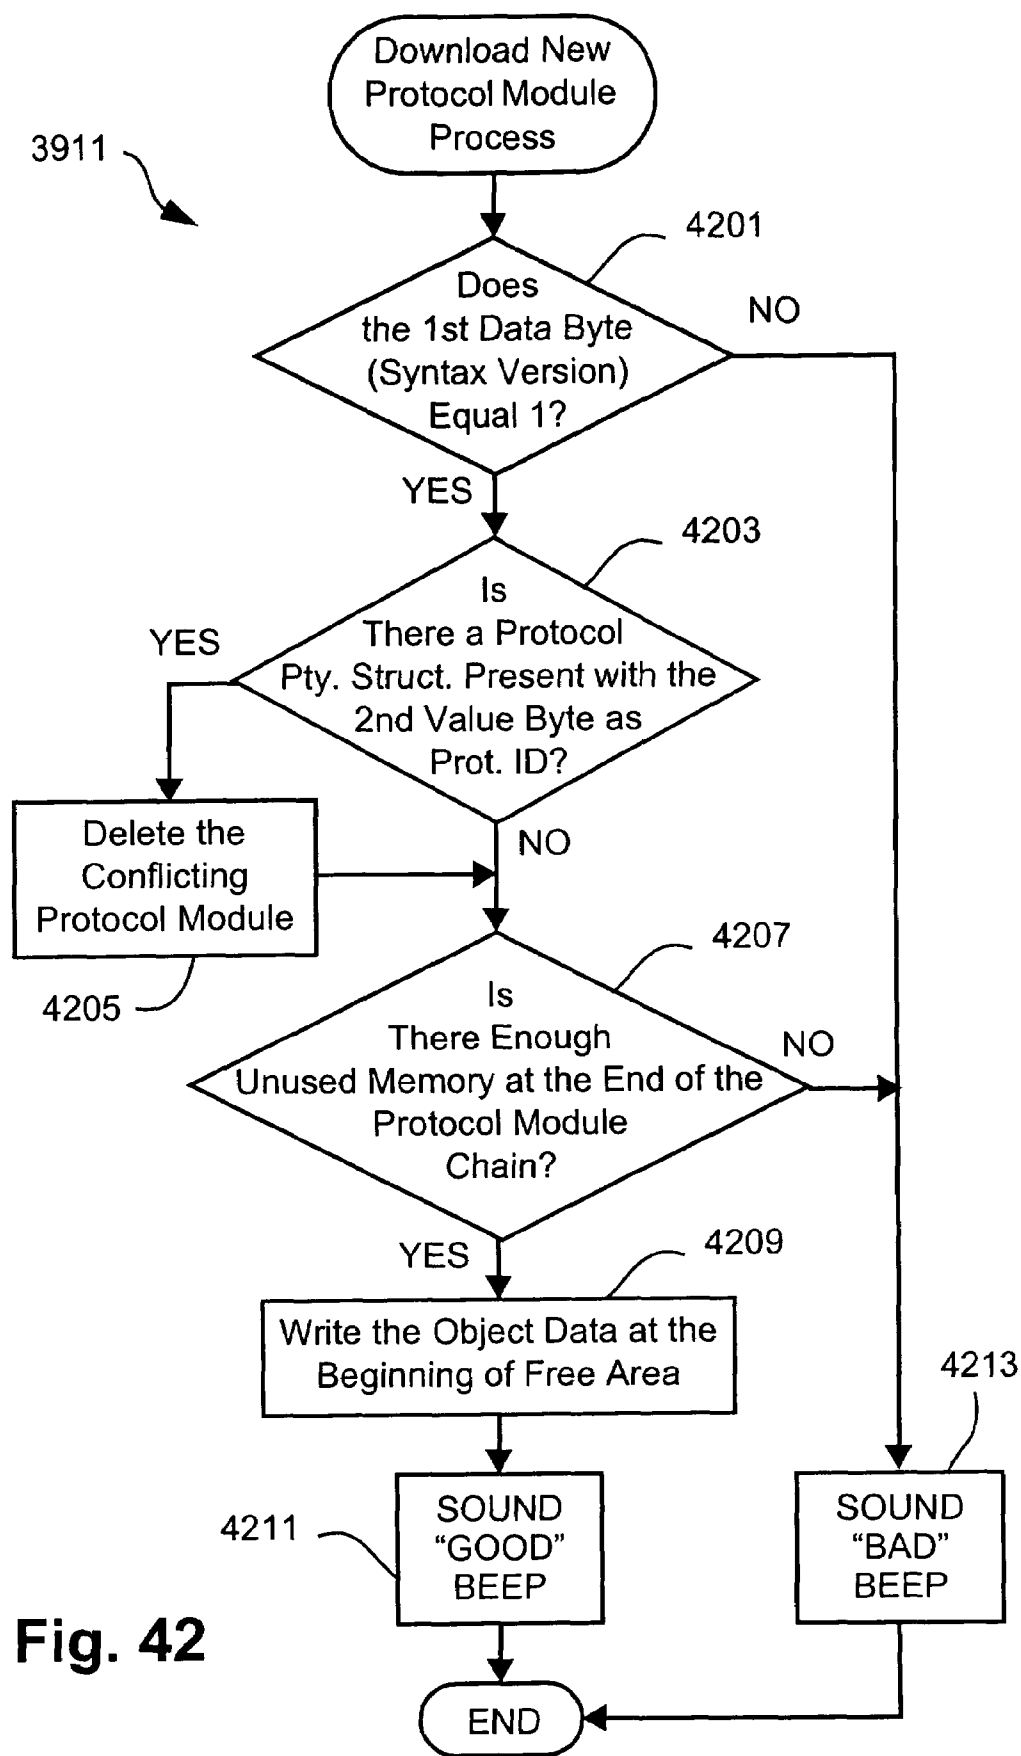 Download New
Protocol Module
Process
3911
4201
Does
the 1st Data Byte
(Syntax Version)
Equal 1?
NO
YES
4203
Is
There a Protocol
Pty. Struct. Present with the
2nd Value Byte as
Prot. ID?
YES
NO
Delete the
Conflicting
Protocol Module
4205
4207
Is
There Enough
Unused Memory at the End of the
Protocol Module
Chain?
NO
YES
4209
Write the Object Data at the
Beginning of Free Area
4213
4211
SOUND
“GOOD”
BEEP
SOUND
“BAD”
BEEP
Fig. 42
END